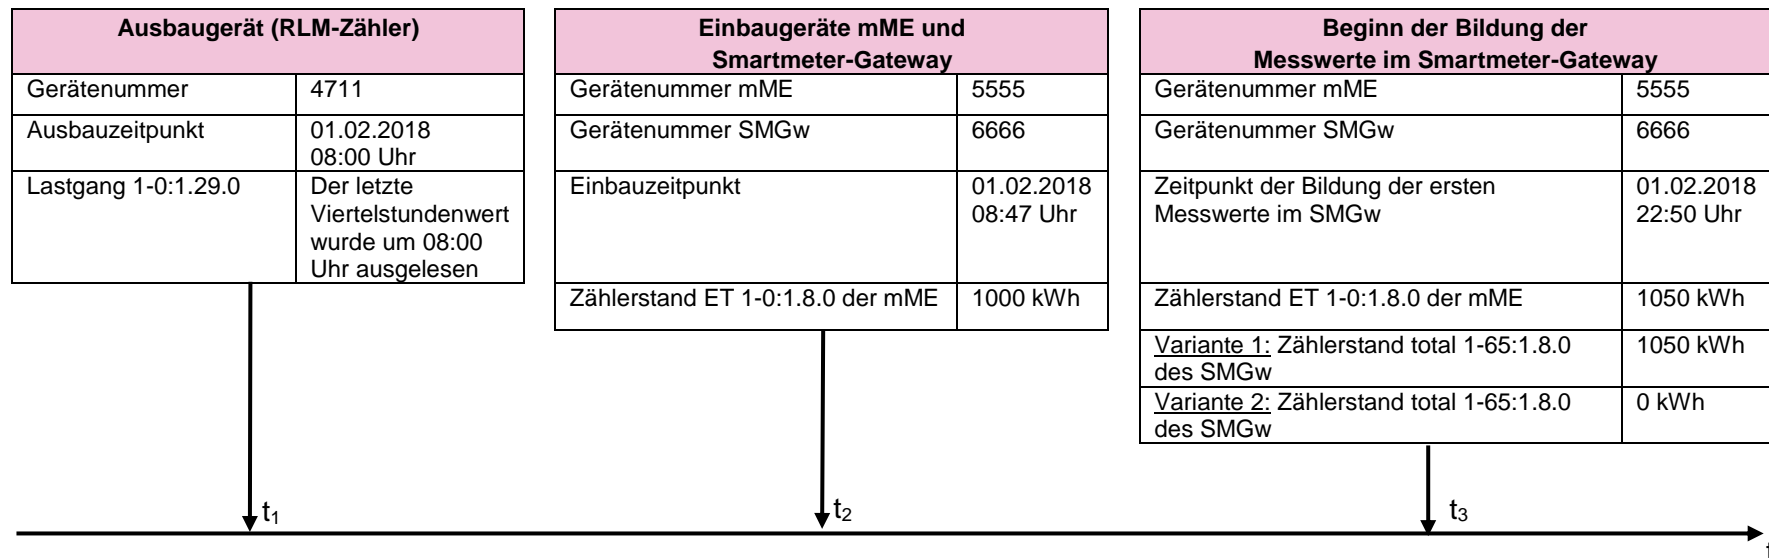 Ausbaugerät (RLM-Zähler)
Gerätenummer 4711
Ausbauzeitpunkt 01.02.2018
08:00 Uhr
Lastgang 1-0:1.29.0 Der letzte
Viertelstundenwert
wurde um 08:00
Uhr ausgelesen
Einbaugeräte mME und
Smartmeter-Gateway
Gerätenummer mME 5555
Gerätenummer SMGw 6666
Einbauzeitpunkt 01.02.2018
08:47 Uhr
Zählerstand ET 1-0:1.8.0 der mME 1000 kWh
Beginn der Bildung der
Messwerte im Smartmeter-Gateway
Gerätenummer mME 5555
Gerätenummer SMGw 6666
Zeitpunkt der Bildung der ersten 01.02.2018
Messwerte im SMGw 22:50 Uhr
Zählerstand ET 1-0:1.8.0 der mME 1050 kWh
Variante 1: Zählerstand total 1-65:1.8.0 1050 kWh
des SMGw
Variante 2: Zählerstand total 1-65:1.8.0 0 kWh
des SMGw
t1
t2
t3
t